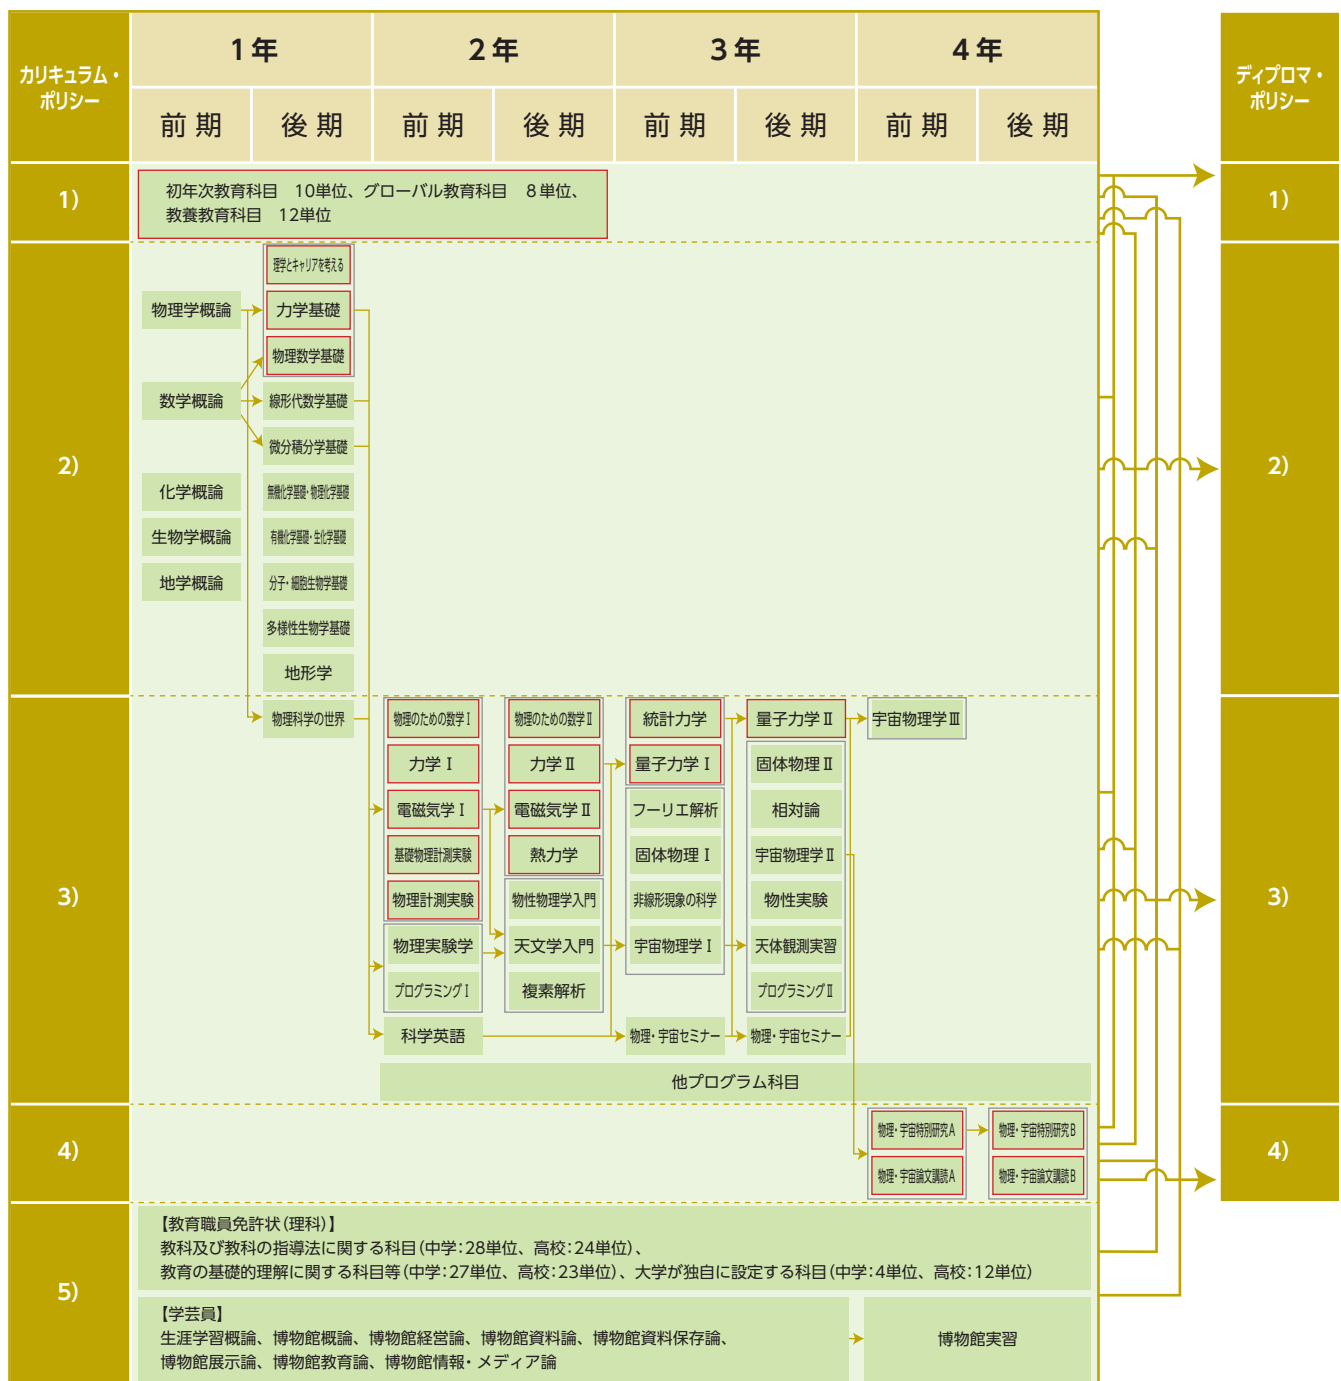 カリキュラム・
ポリシー
1年
2年
3年
4年
前期
後期
前期
後期
前期
後期
前期
後期
ディプロマ・
ポリシー
1)
初年次教育科目　10単位、グローバル教育科目　8単位、
教養教育科目　12単位
1)
2)
理学とキャリアを考える
物理学概論
力学基礎
物理数学基礎
数学概論
線形代数学基礎
微分積分学基礎
化学概論
無機化学基礎・物理化学基礎
生物学概論
有機化学基礎・生化学基礎
地学概論
分子・細胞生物学基礎
多様性生物学基礎
地形学
2)
3)
物理科学の世界
物理のための数学Ⅰ
物理のための数学Ⅱ
統計力学
量子力学Ⅱ
宇宙物理学Ⅲ
力学Ⅰ
力学Ⅱ
量子力学Ⅰ
固体物理Ⅱ
電磁気学Ⅰ
電磁気学Ⅱ
フーリエ解析
相対論
基礎物理計測実験
熱力学
固体物理Ⅰ
宇宙物理学Ⅱ
物理計測実験
物性物理学入門
非線形現象の科学
物性実験
物理実験学
天文学入門
宇宙物理学Ⅰ
天体観測実習
プログラミングⅠ
複素解析
プログラミングⅡ
科学英語
物理・宇宙セミナー
物理・宇宙セミナー
他プログラム科目
3)
4)
物理・宇宙特別研究A
物理・宇宙特別研究B
物理・宇宙論文講読A
物理・宇宙論文講読B
4)
5)
【教育職員免許状(理科)】
教科及び教科の指導法に関する科目(中学:28単位、高校:24単位)、
教育の基礎的理解に関する科目等(中学:27単位、高校:23単位)、大学が独自に設定する科目(中学:4単位、高校:12単位)
【学芸員】
生涯学習概論、博物館概論、博物館経営論、博物館資料論、博物館資料保存論、
博物館展示論、博物館教育論、博物館情報・メディア論
博物館実習